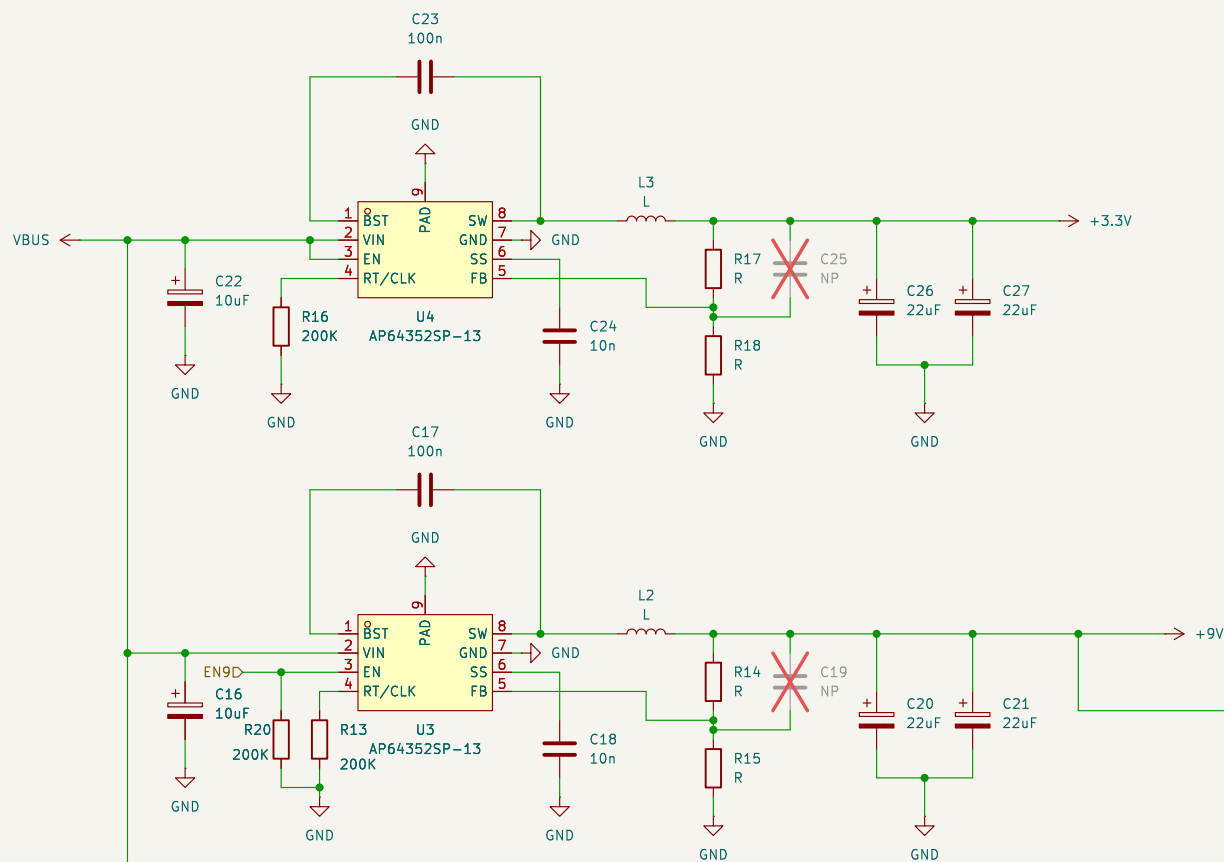 C23
100n
GND
9
PAD
1
BST
SW
8
VBUS
2
VIN
GND
7
GND
3
EN
SS
6
4
RT/CLK
FB
5
L3
L
+3.3V
C22
10uF
GND
R16
200K
GND
U4
AP64352SP-13
C24
10n
GND
R17
R
C25
NP
R18
R
GND
+
C26
22uF
+
C27
22uF
GND
+
C17
100n
GND
9
PAD
1
BST
SW
8
2
VIN
GND
7
GND
EN9
3
EN
SS
6
4
RT/CLK
FB
5
L2
L
+9V
+
C16
10uF
GND
R20
200K
R13
200K
GND
U3
AP64352SP-13
C18
10n
GND
R14
R
C19
NP
R15
R
GND
+
C20
22uF
+
C21
22uF
GND